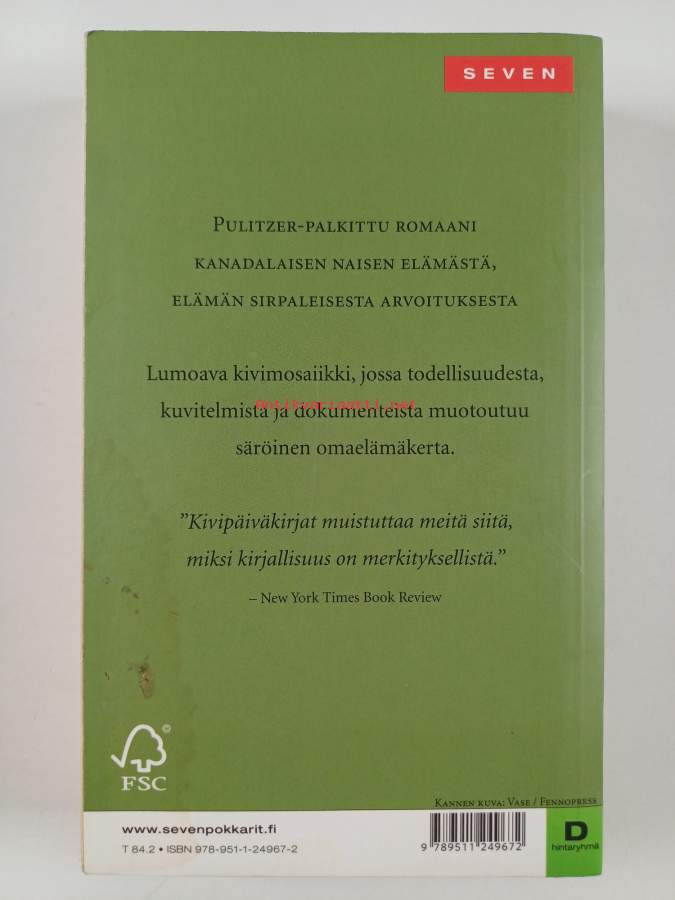 SEVEN
PULITZER-PALKITTU ROMAANI
KANADALAISEN NAISEN ELÄMÄSTÄ,
ELÄMÄN SIRPALEISESTA ARVOITUKSESTA
Lumoava kivimosaiikki, jossa todellisuudesta,
kuvitelmista ja dokumenteista muotoutuu
Antikvariaatti.net
säröinen omaelämäkerta.
”Kivipäiväkirjat muistuttaa meitä siitä,
miksi kirjallisuus on merkityksellistä.”
– New York Times Book Review
©
FSC
KANNEN KUVA: VASE / FENNOPRESS
www.sevenpokkarit.fi
T 84.2 • ISBN 978-951-1-24967-2
9 789511 249672
D
hintaryhmä